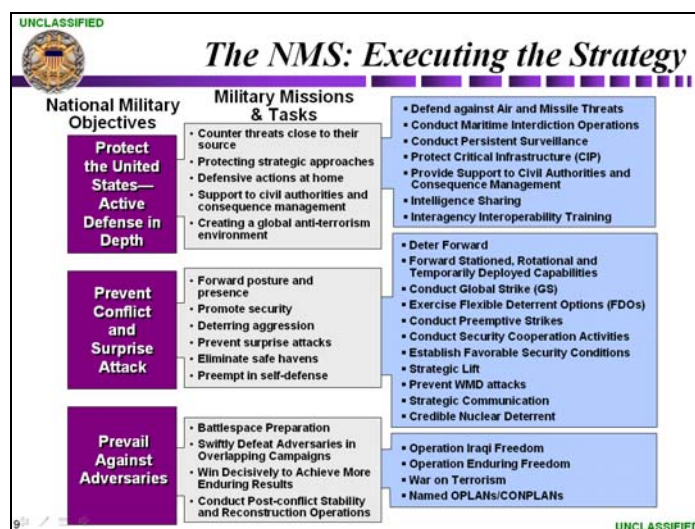 UNCLASSIFIED
The NMS: Executing the Strategy
National Military
Objectives
Military Missions
& Tasks
Protect
the United
States—
Active
Defense in
Depth
▪ Counter threats close to their
source
▪ Protecting strategic approaches
▪ Defensive actions at home
▪ Support to civil authorities and
consequence management
▪ Creating a global anti-terrorism
environment
▪ Defend against Air and Missile Threats
▪ Conduct Maritime Interdiction Operations
▪ Conduct Persistent Surveillance
▪ Protect Critical Infrastructure (CIP)
▪ Provide Support to Civil Authorities and
Consequence Management
▪ Intelligence Sharing
▪ Interagency Interoperability Training
Prevent
Conflict
and
Surprise
Attack
▪ Forward posture and
presence
▪ Promote security
▪ Deterring aggression
▪ Prevent surprise attacks
▪ Eliminate safe havens
▪ Preempt in self-defense
▪ Deter Forward
▪ Forward Stationed, Rotational and
Temporarily Deployed Capabilities
▪ Conduct Global Strike (GS)
▪ Exercise Flexible Deterrent Options (FDOs)
▪ Conduct Preemptive Strikes
▪ Conduct Security Cooperation Activities
▪ Establish Favorable Security Conditions
▪ Strategic Lift
▪ Prevent WMD attacks
▪ Strategic Communication
▪ Credible Nuclear Deterrent
Prevail
Against
Adversaries
▪ Battlespace Preparation
▪ Swiftly Defeat Adversaries in
Overlapping Campaigns
▪ Win Decisively to Achieve More
Enduring Results
▪ Conduct Post-conflict Stability
and Reconstruction Operations
▪ Operation Iraqi Freedom
▪ Operation Enduring Freedom
▪ War on Terrorism
▪ Named OPLANs/CONPLANs
9
UNCLASSIFIED